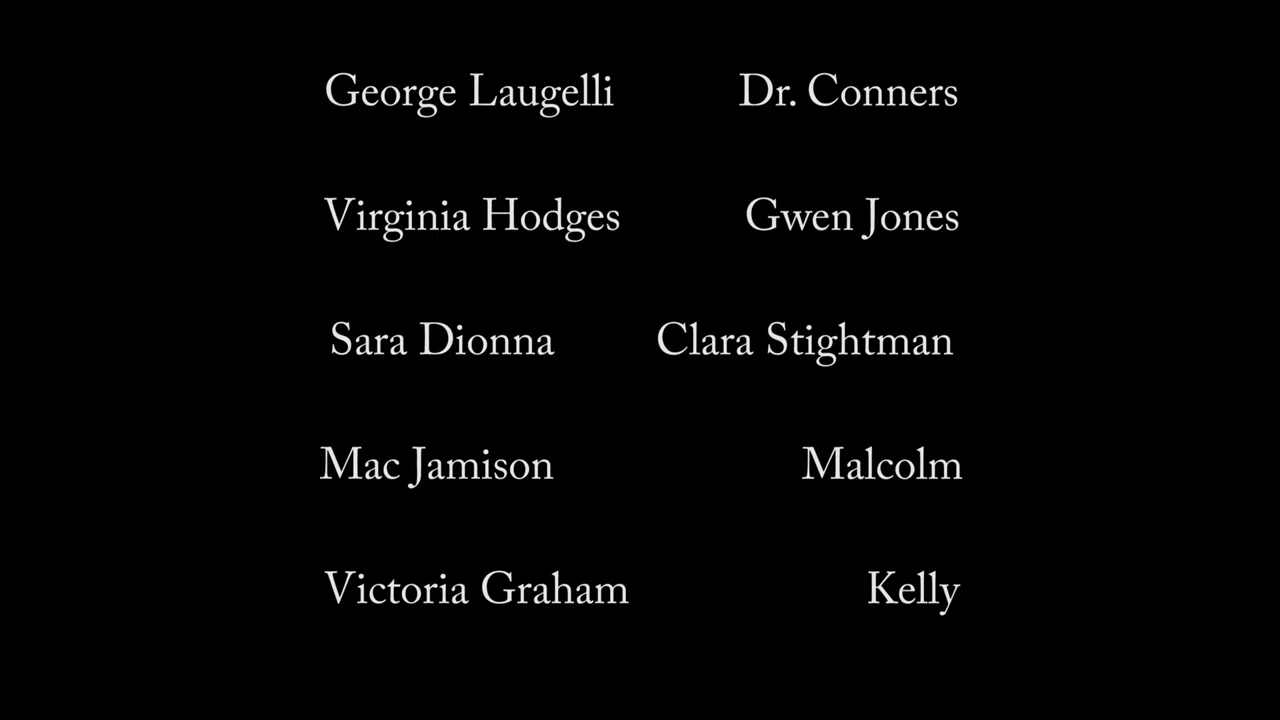 George Laugelli Dr. Conners
Virginia Hodges Gwen Jones
Sara Dionna Clara Stightman
Mac Jamison Malcolm
Victoria Graham Kelly